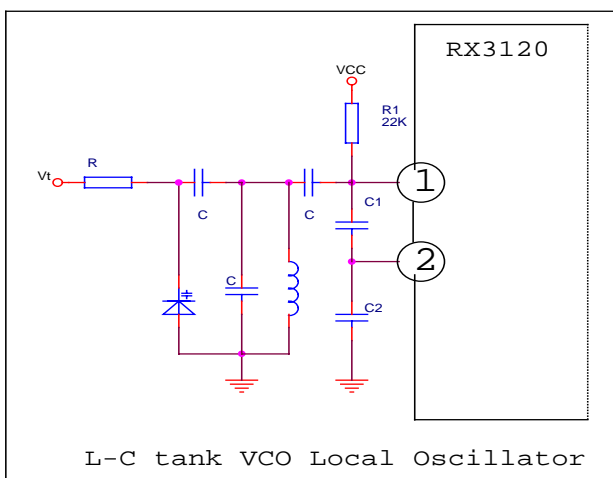 RX3120
VCC
R1
22K
R
Vt
C
C
C1
1
2
C
C2
L-C tank VCO Local Oscillator